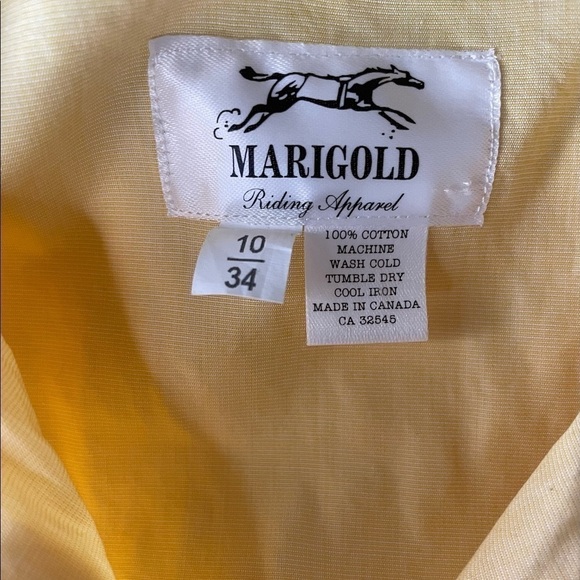 MARIGOLD
Riding Apparel
10
34
100% COTTON
MACHINE
WASH COLD
TUMBLE DRY
COOL IRON
MADE IN CANADA
CA 32545